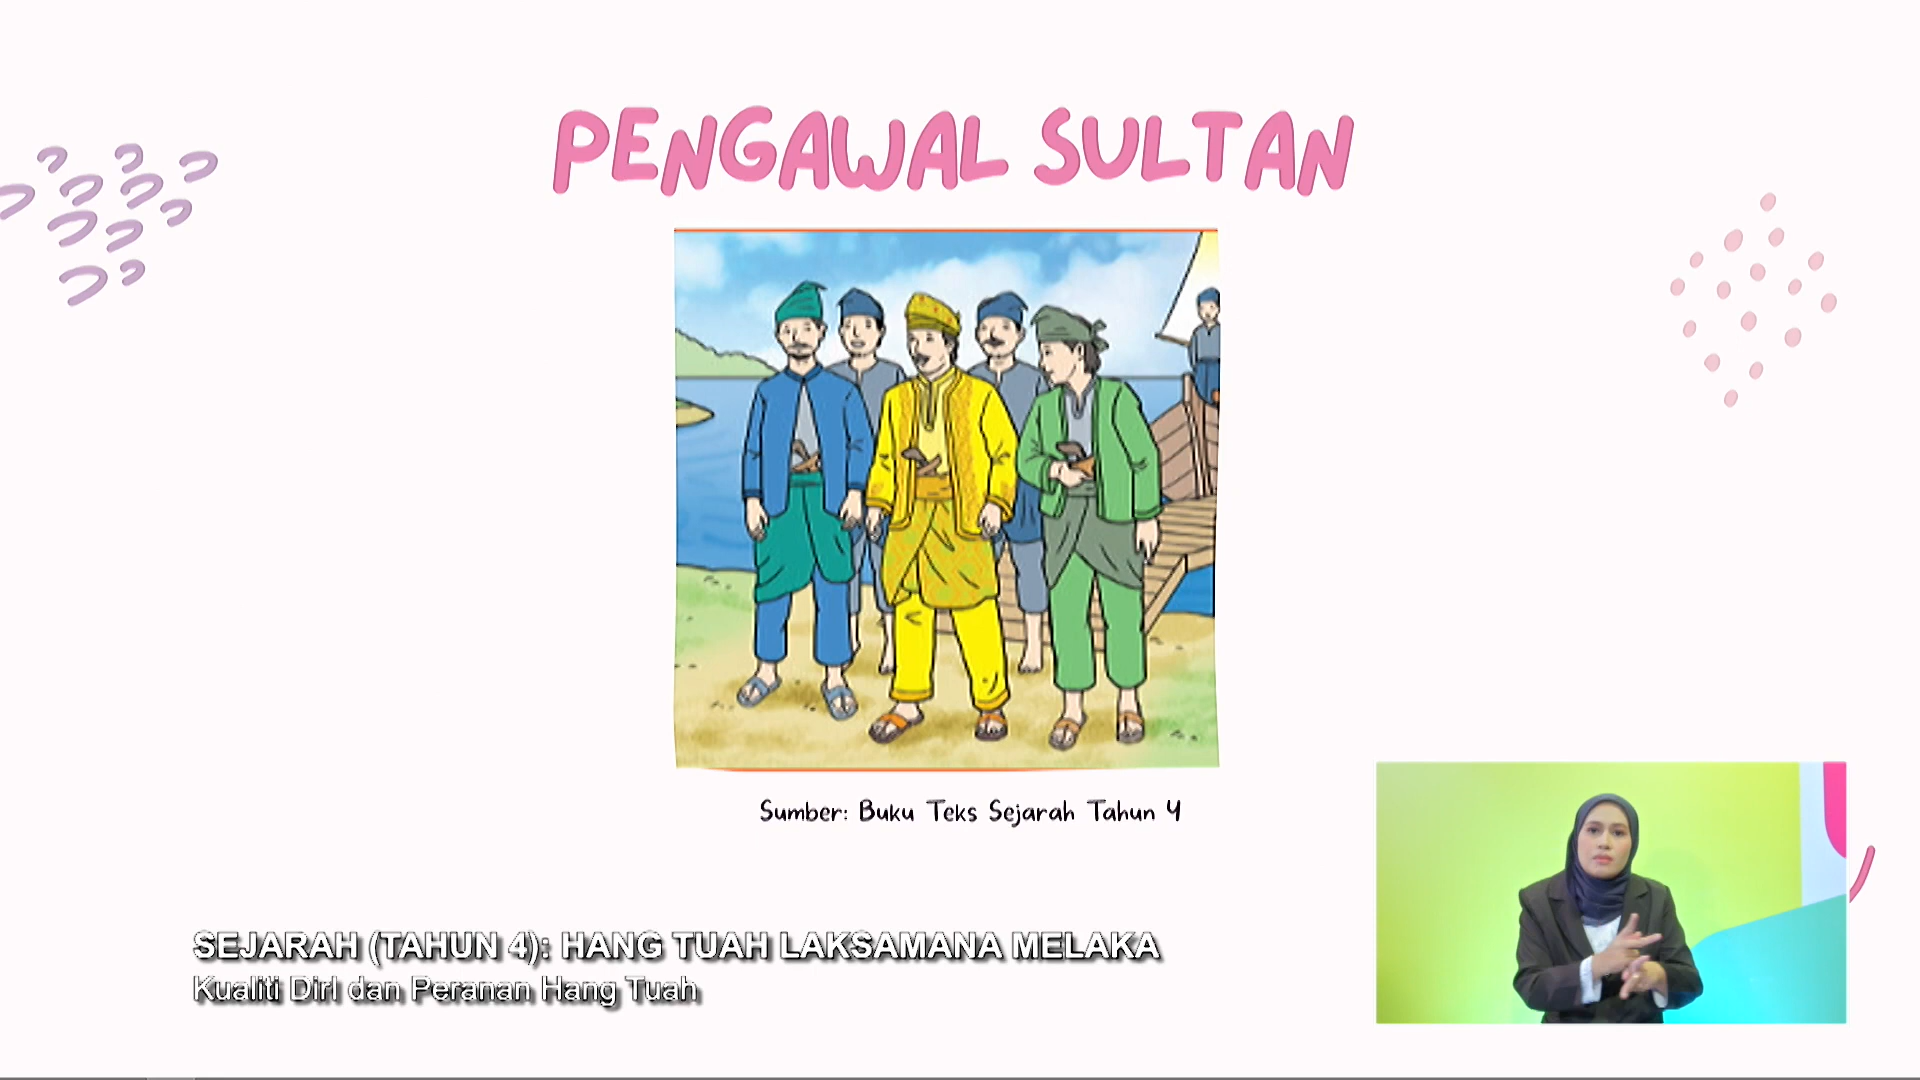 PENGAWAL SULTAN
Sumber: Buku Teks Sejarah Tahun 4
SEJARAH (TAHUN 4): HANG TUAH LAKSAMANA MELAKA
Kualiti Diri dan Peranan Hang Tuah